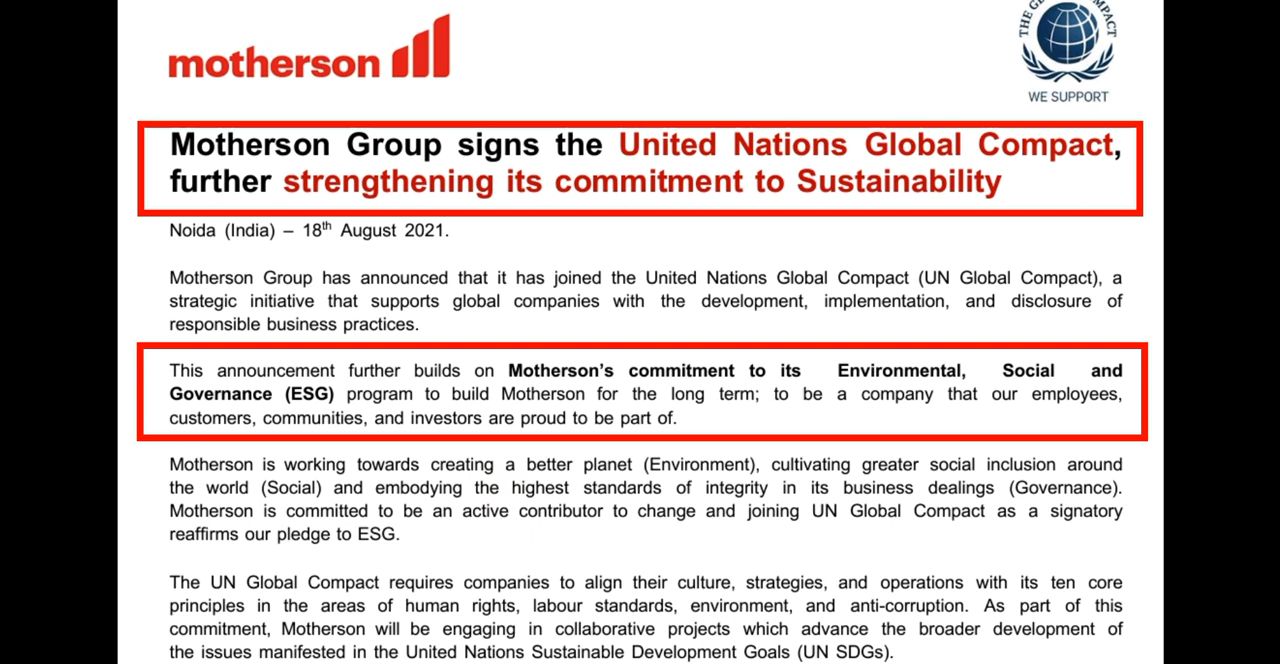 motherson
THE G
MPACT
WE SUPPORT
Motherson Group signs the United Nations Global Compact,
further strengthening its commitment to Sustainability
Noida (India) – 18th August 2021.
Motherson Group has announced that it has joined the United Nations Global Compact (UN Global Compact), a
strategic initiative that supports global companies with the development, implementation, and disclosure of
responsible business practices.
This announcement further builds on Motherson’s commitment to its Environmental, Social and
Governance (ESG) program to build Motherson for the long term; to be a company that our employees,
customers, communities, and investors are proud to be part of.
Motherson is working towards creating a better planet (Environment), cultivating greater social inclusion around
the world (Social) and embodying the highest standards of integrity in its business dealings (Governance).
Motherson is committed to be an active contributor to change and joining UN Global Compact as a signatory
reaffirms our pledge to ESG.
The UN Global Compact requires companies to align their culture, strategies, and operations with its ten core
principles in the areas of human rights, labour standards, environment, and anti-corruption. As part of this
commitment, Motherson will be engaging in collaborative projects which advance the broader development of
the issues manifested in the United Nations Sustainable Development Goals (UN SDGs).